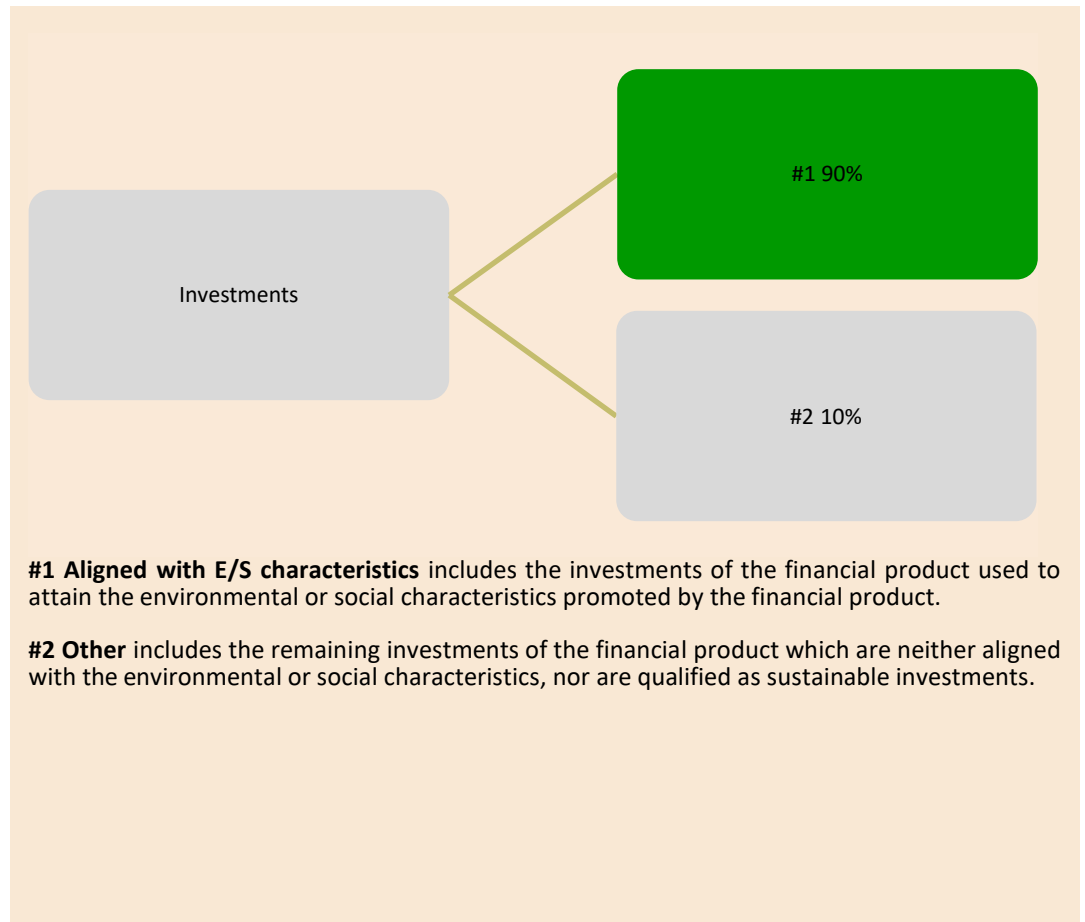 #1 90%
Investments
#2 10%
#1 Aligned with E/S characteristics includes the investments of the financial product used to
attain the environmental or social characteristics promoted by the financial product.
#2 Other includes the remaining investments of the financial product which are neither aligned
with the environmental or social characteristics, nor are qualified as sustainable investments.